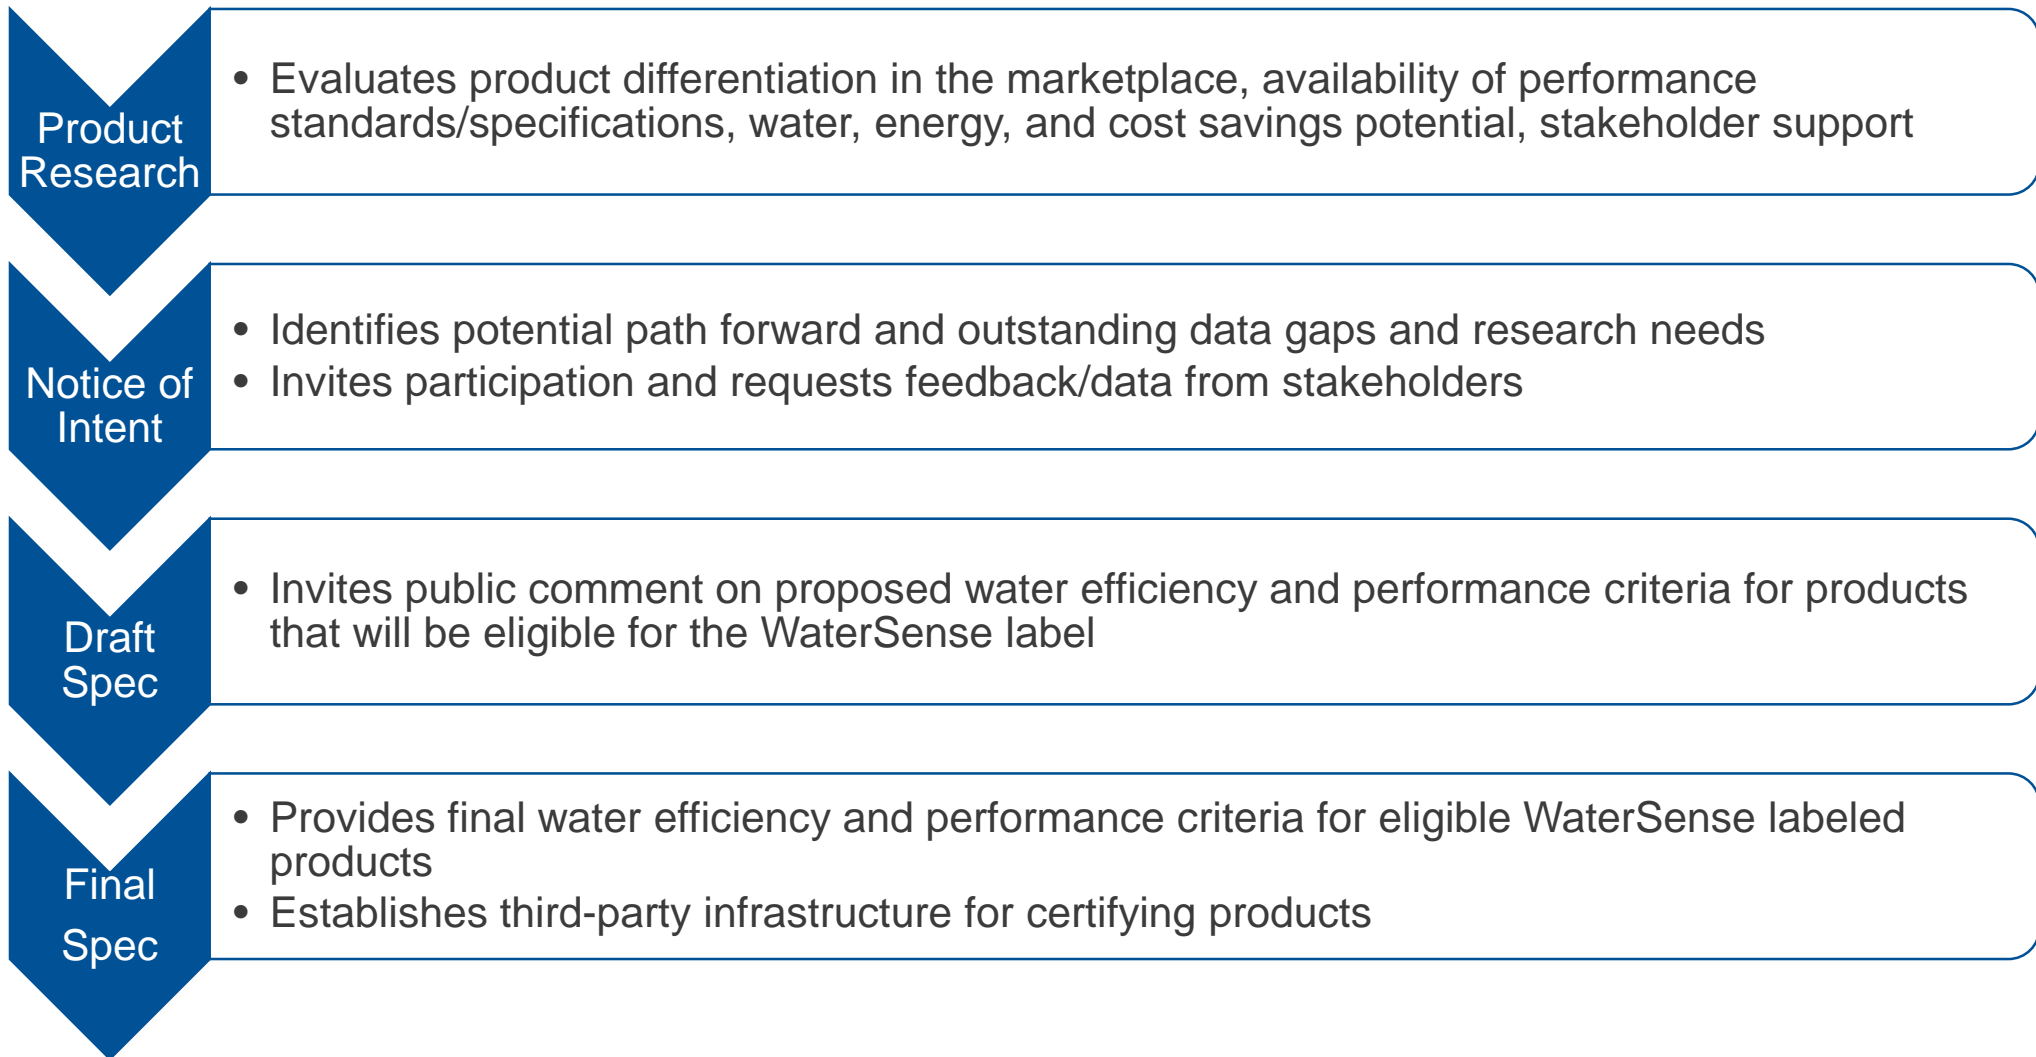 Product
Research
• Evaluates product differentiation in the marketplace, availability of performance
standards/specifications, water, energy, and cost savings potential, stakeholder support
Notice of
Intent
• Identifies potential path forward and outstanding data gaps and research needs
• Invites participation and requests feedback/data from stakeholders
Draft
Spec
• Invites public comment on proposed water efficiency and performance criteria for products
that will be eligible for the WaterSense label
Final
Spec
• Provides final water efficiency and performance criteria for eligible WaterSense labeled
products
• Establishes third-party infrastructure for certifying products